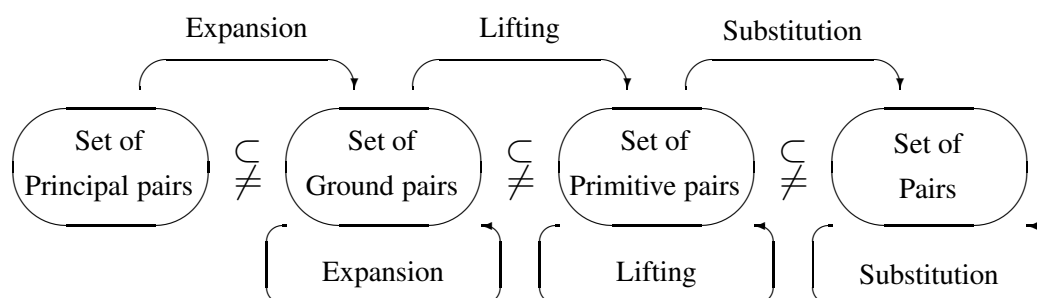 Expansion Lifting Substitution
Set of Principal pairs
⊊
Set of Ground pairs
⊊
Set of Primitive pairs
⊊
Set of Pairs
Expansion Lifting Substitution